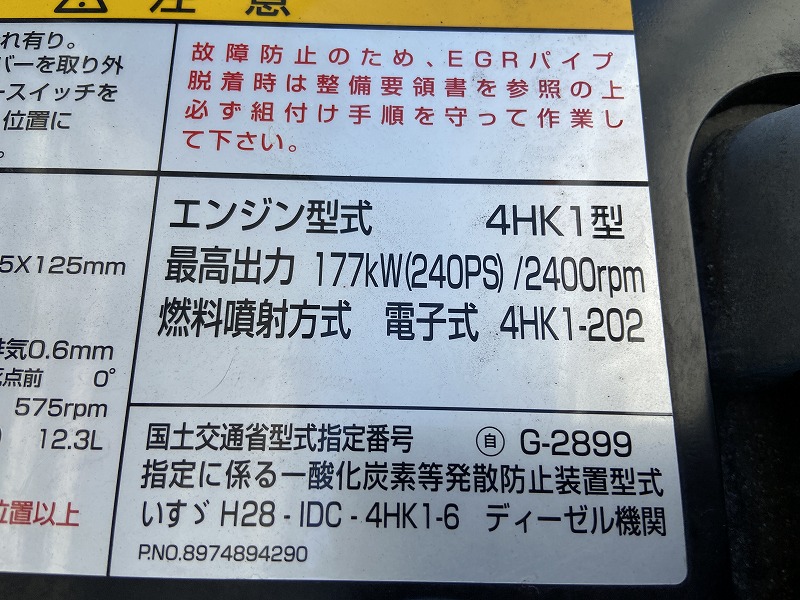 ⚠ 注意
れ有り。
バーを取り外
ースイッチを
位置に
。
故障防止のため、EGRパイプ
脱着時は整備要領書を参照の上
必ず組付け手順を守って作業し
て下さい。
5X125mm
気0.6mm
点前 0°
575rpm
12.3L
位置以上
エンジン型式 4HK1型
最高出力 177kW(240PS)/2400rpm
燃料噴射方式 電子式 4HK1-202
国土交通省型式指定番号 ㊀自 G-2899
指定に係る一酸化炭素等発散防止装置型式
いすゞ H28-IDC-4HK1-6 ディーゼル機関
P.NO.8974894290